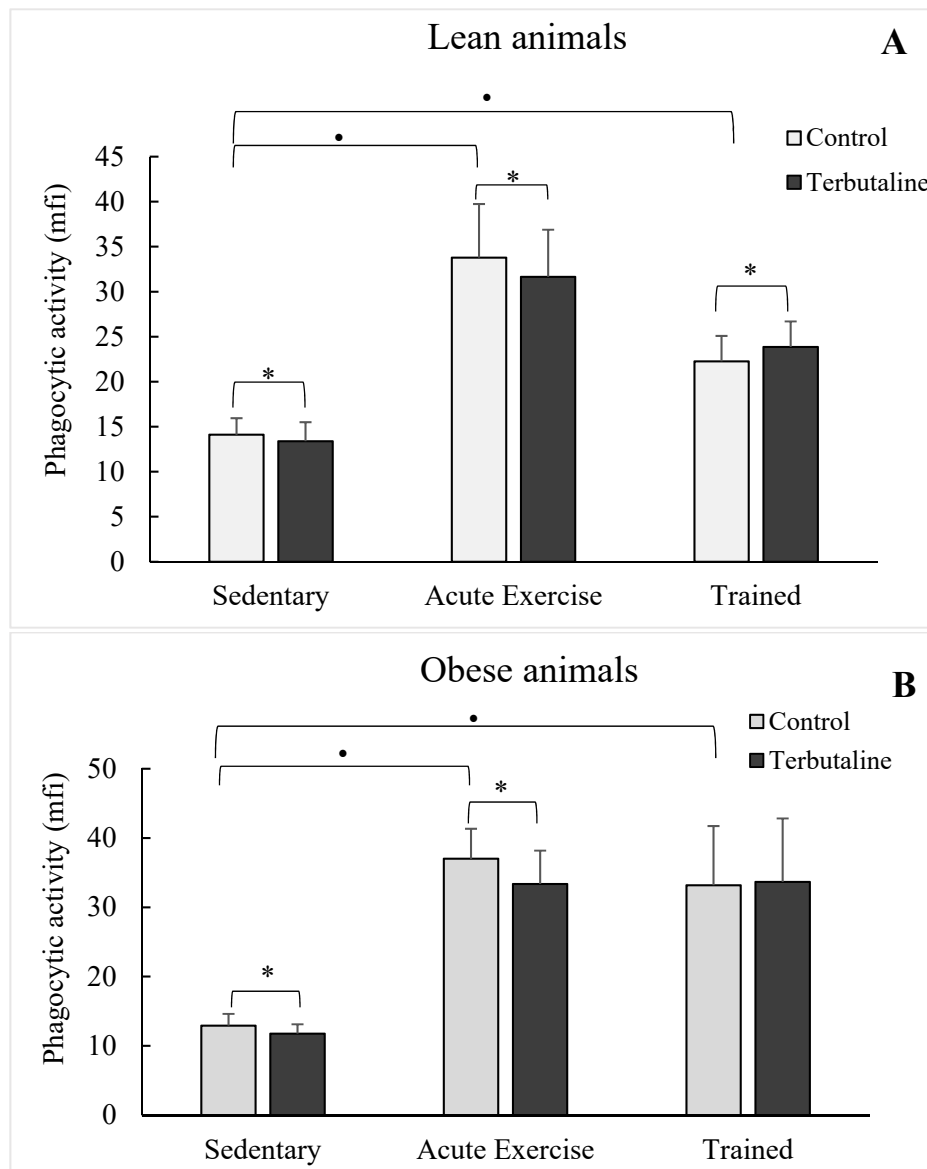 Lean animals
A
•
•
Control
Terbutaline
Phagocytic activity (mfi)
45
40
35
30
25
20
15
10
5
0
*
*
*
Sedentary
Acute Exercise
Trained
Obese animals
B
•
•
Control
Terbutaline
Phagocytic activity (mfi)
50
40
30
20
10
0
*
*
Sedentary
Acute Exercise
Trained